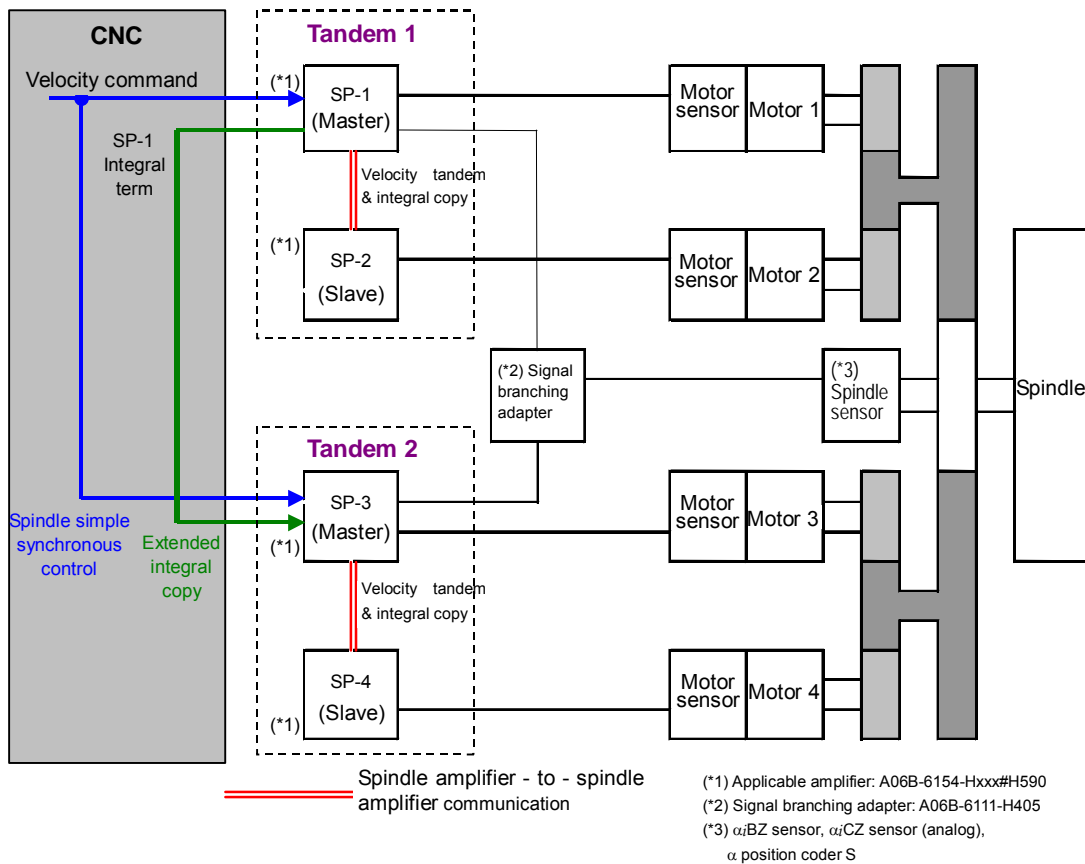 CNC
Velocity command
SP-1
Integral
term
Spindle simple
synchronous
control
Extended
integral
copy
Tandem 1
(*1)
SP-1
(Master)
Velocity tandem
& integral copy
(*1)
SP-2
(Slave)
Motor
sensor
Motor 1
Motor
sensor
Motor 2
(*2) Signal
branching
adapter
(*3)
Spindle
sensor
Spindle
Tandem 2
SP-3
(Master)
(*1)
Velocity tandem
& integral copy
SP-4
(Slave)
(*1)
Motor
sensor
Motor 3
Motor
sensor
Motor 4
Spindle amplifier - to - spindle
amplifier communication
(*1) Applicable amplifier: A06B-6154-Hxxx#H590
(*2) Signal branching adapter: A06B-6111-H405
(*3) αiBZ sensor, αiCZ sensor (analog),
α position coder S